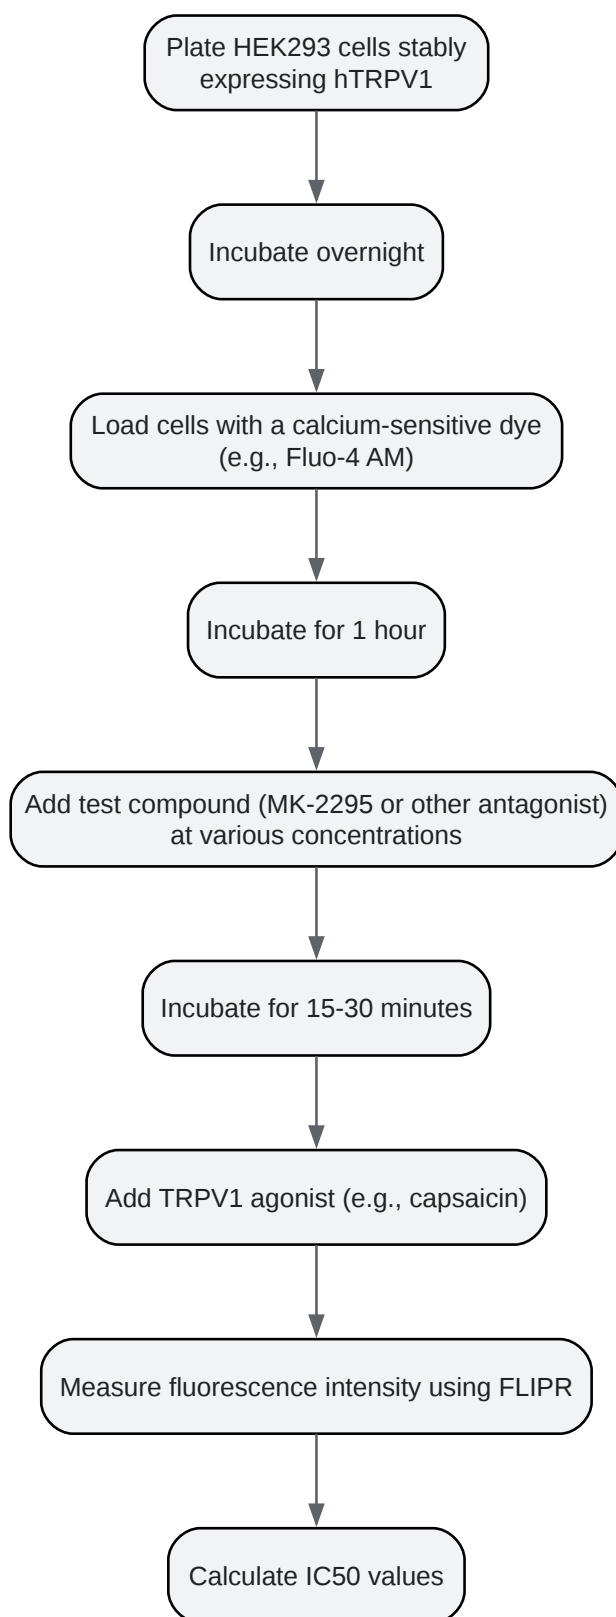 Plate HEK293 cells stably
expressing hTRPV1
Incubate overnight
Load cells with a calcium-sensitive dye
(e.g., Fluo-4 AM)
Incubate for 1 hour
Add test compound (MK-2295 or other antagonist)
at various concentrations
Incubate for 15-30 minutes
Add TRPV1 agonist (e.g., capsaicin)
Measure fluorescence intensity using FLIPR
Calculate IC50 values